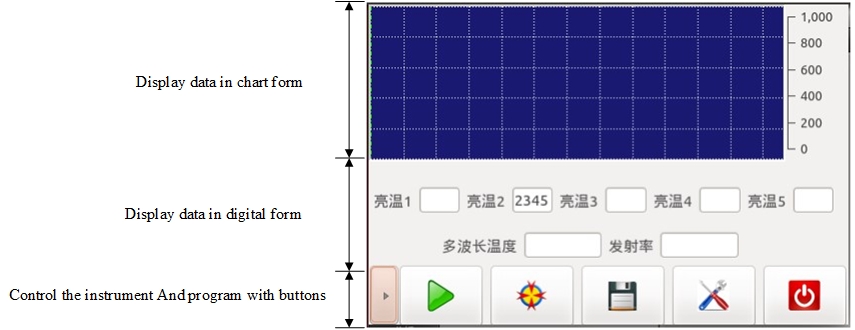 1,000
800
Display data in chart form
600
400
200
0
亮温1
亮温2 2345
亮温3
亮温4
亮温5
Display data in digital form
多波长温度
发射率
Control the instrument And program with buttons